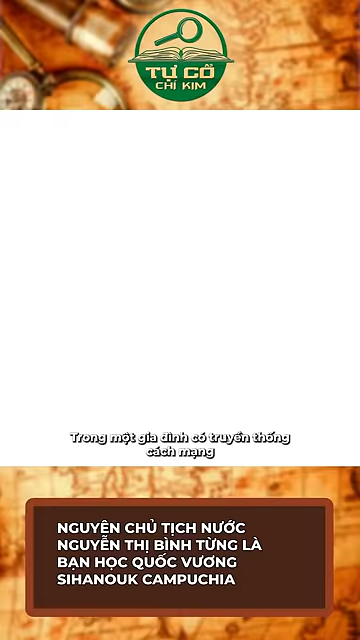 TỰ CỔ
CHÍ KIM
Trong một gia đình có truyền thống
cách mạng
NGUYÊN CHỦ TỊCH NƯỚC
NGUYỄN THỊ BÌNH TỪNG LÀ
BẠN HỌC QUỐC VƯƠNG
SIHANOUK CAMPUCHIA